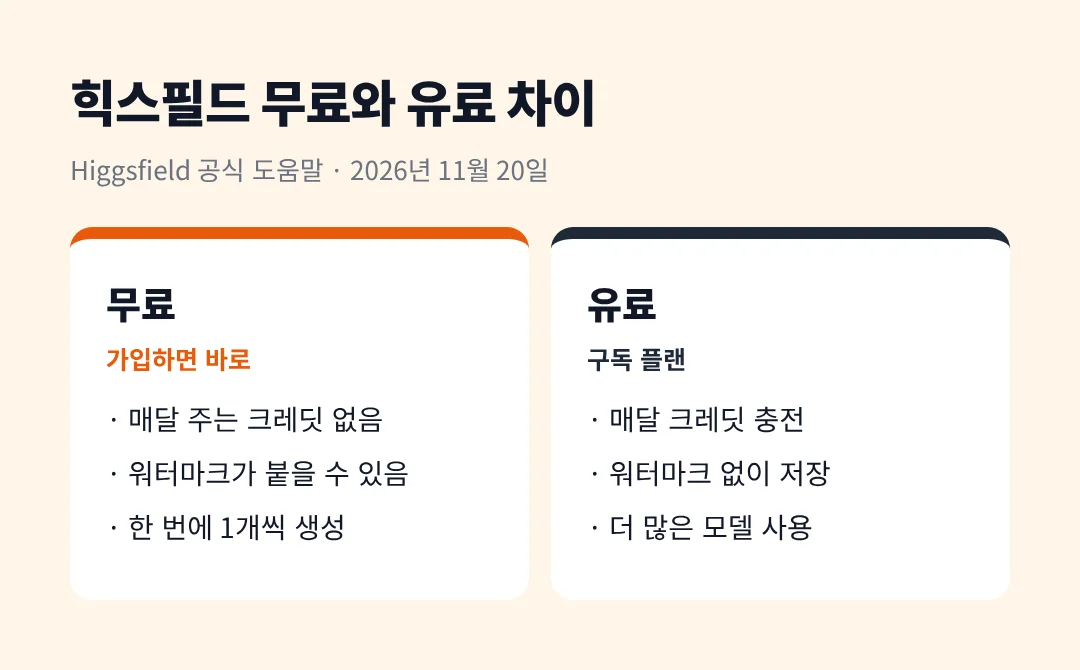 힉스필드 무료와 유료 차이
Higgsfield 공식 도움말 · 2026년 11월 20일
무료
가입하면 바로
· 매달 주는 크레딧 없음
· 워터마크가 붙을 수 있음
· 한 번에 1개씩 생성
유료
구독 플랜
· 매달 크레딧 충전
· 워터마크 없이 저장
· 더 많은 모델 사용